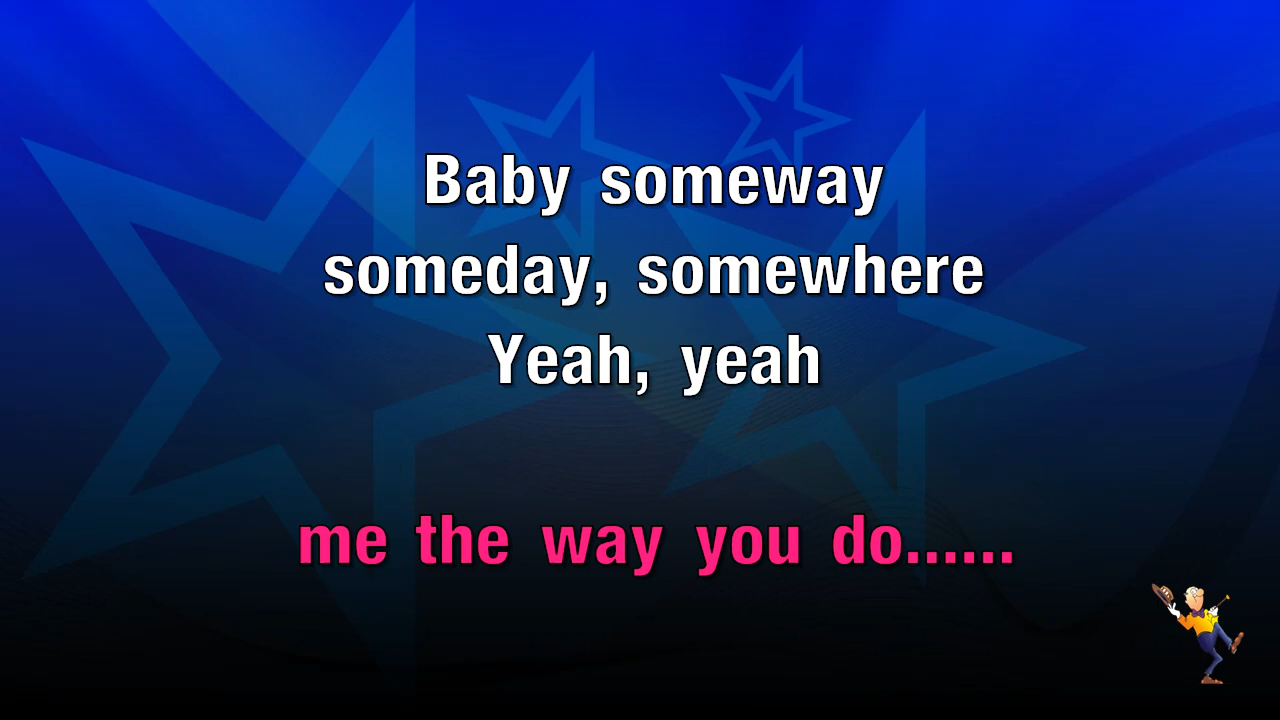 Baby someway
someday, somewhere
Yeah, yeah
me the way you do......